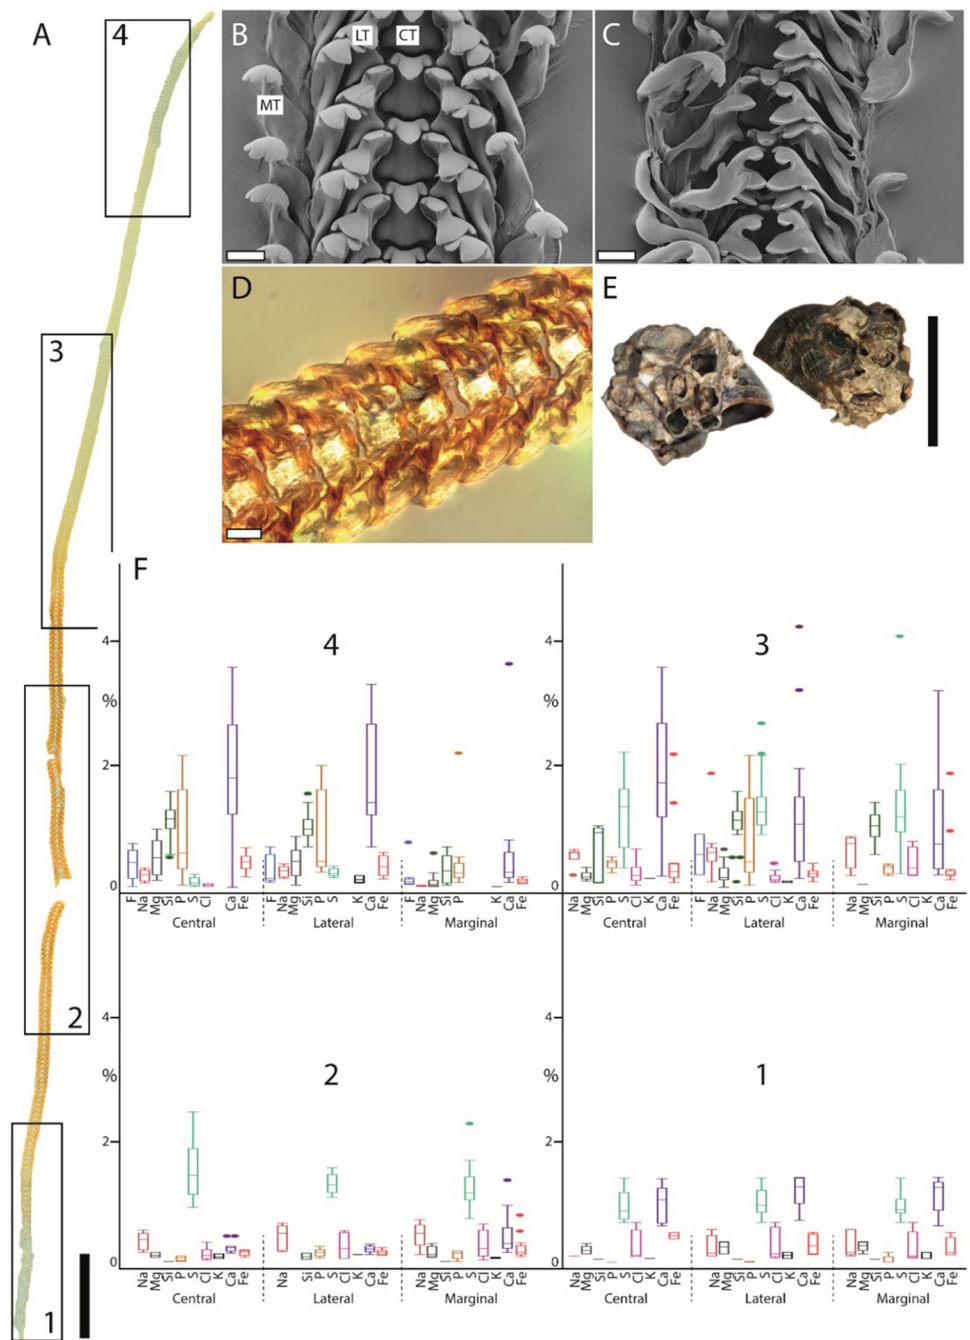 A
4
B
LT
CT
MT
C
3
D
E
F
4
3
4
4
%
%
2
2
F Na Mg Si P S Cl Ca Fe
F Na Mg Si P S K Ca Fe
F Na Mg Si P K Ca Fe
Na Mg Si P S Cl K Ca Fe
F Na Mg Si P S Cl K Ca Fe
Na Mg Si P S Cl K Ca Fe
0
0
Central
Lateral
Marginal
Central
Lateral
Marginal
2
4
4
2
1
%
%
2
2
1
0
0
Na Mg Si P S Cl K Ca Fe
Na Si P S Cl K Ca Fe
Na Mg Si P S Cl K Ca Fe
Na Mg Si P S Cl K Ca Fe
Na Mg Si P S Cl K Ca Fe
Na Mg Si P S Cl K Ca Fe
Central
Lateral
Marginal
Central
Lateral
Marginal